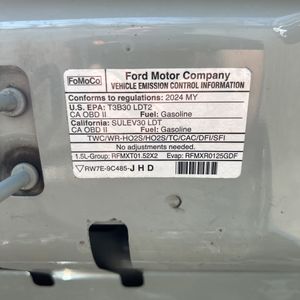 FoMoCo
Ford Motor Company
VEHICLE EMISSION CONTROL INFORMATION
Conforms to regulations: 2024 MY
U.S. EPA: T3B30 LDT2
CA OBD II Fuel: Gasoline
California: SULEV30 LDT
CA OBD II Fuel: Gasoline
TWC/WR-HO2S/HO2S/TC/CAC/DFI/SFI
No adjustments needed.
1.5L-Group: RFMXT01.52X2 Evap: RFMXR0125GDF
RW7E-9C485-JHD